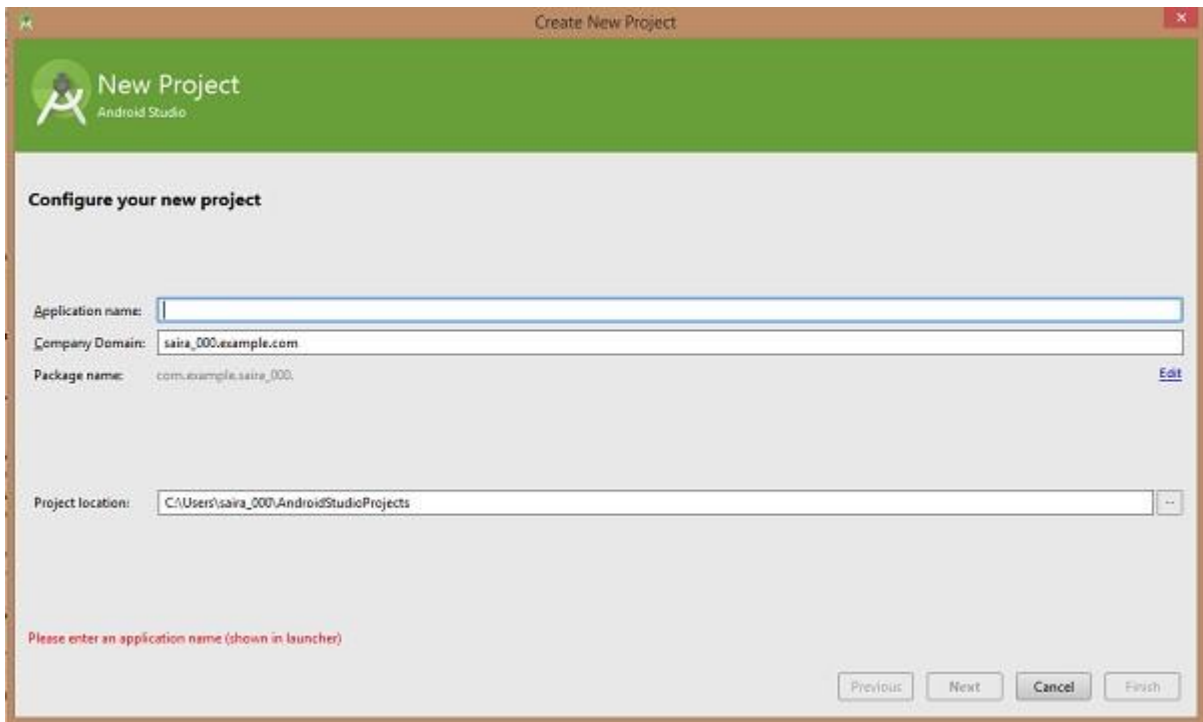 Create New Project
New Project
Android Studio
Configure your new project
Application name:
Company Domain: saira_000.example.com
Package name: com.example.saira_000. Edit
Project location: C:\Users\saira_000\AndroidStudioProjects ...
Please enter an application name (shown in launcher)
Previous Next Cancel Finish